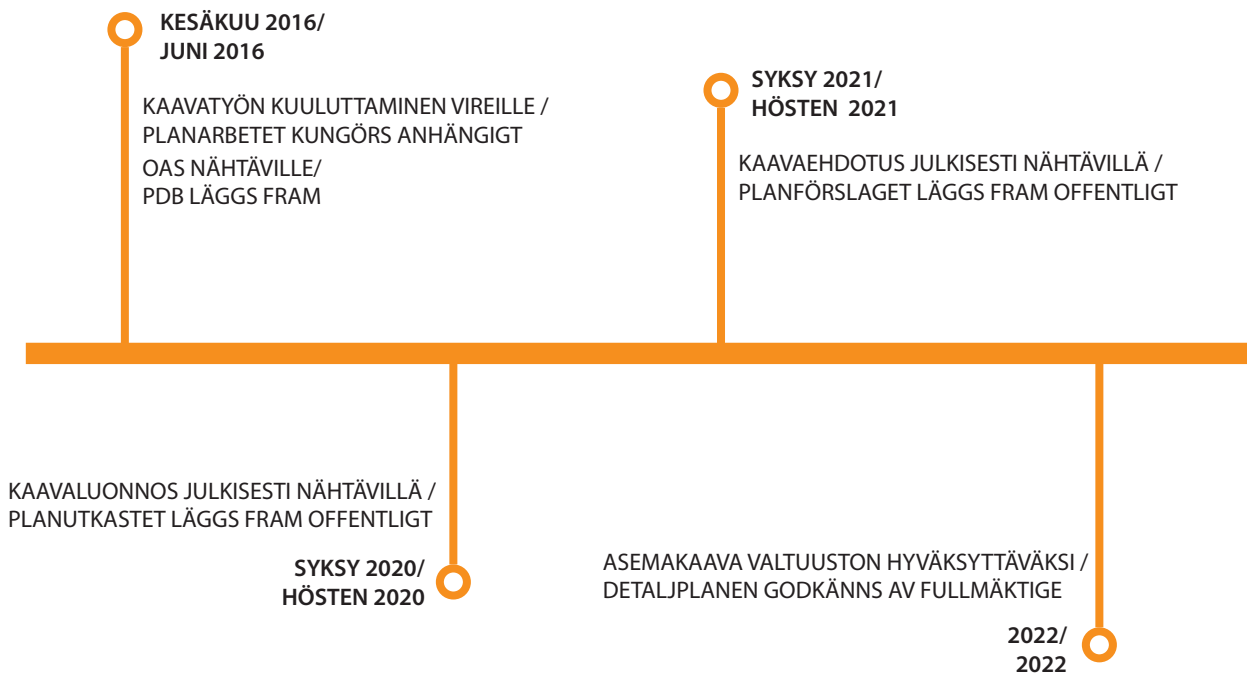 KESÄKUU 2016/
JUNI 2016
KAAVATYÖN KUULUTTAMINEN VIREILLE /
PLANARBETET KUNGÖRS ANHÄNGIGT
OAS NÄHTÄVILLE/
PDB LÄGGS FRAM
SYKSY 2021/
HÖSTEN 2021
KAAVAEHDOTUS JULKISESTI NÄHTÄVILLÄ /
PLANFÖRSLAGET LÄGGS FRAM OFFENTLIGT
KAAVALUONNOS JULKISESTI NÄHTÄVILLÄ /
PLANUTKASTET LÄGGS FRAM OFFENTLIGT
SYKSY 2020/
HÖSTEN 2020
ASEMAKAAVA VALTUUSTON HYVÄKSYTTÄVÄKSI /
DETALJPLANEN GODKÄNNS AV FULLMÄKTIGE
2022/
2022